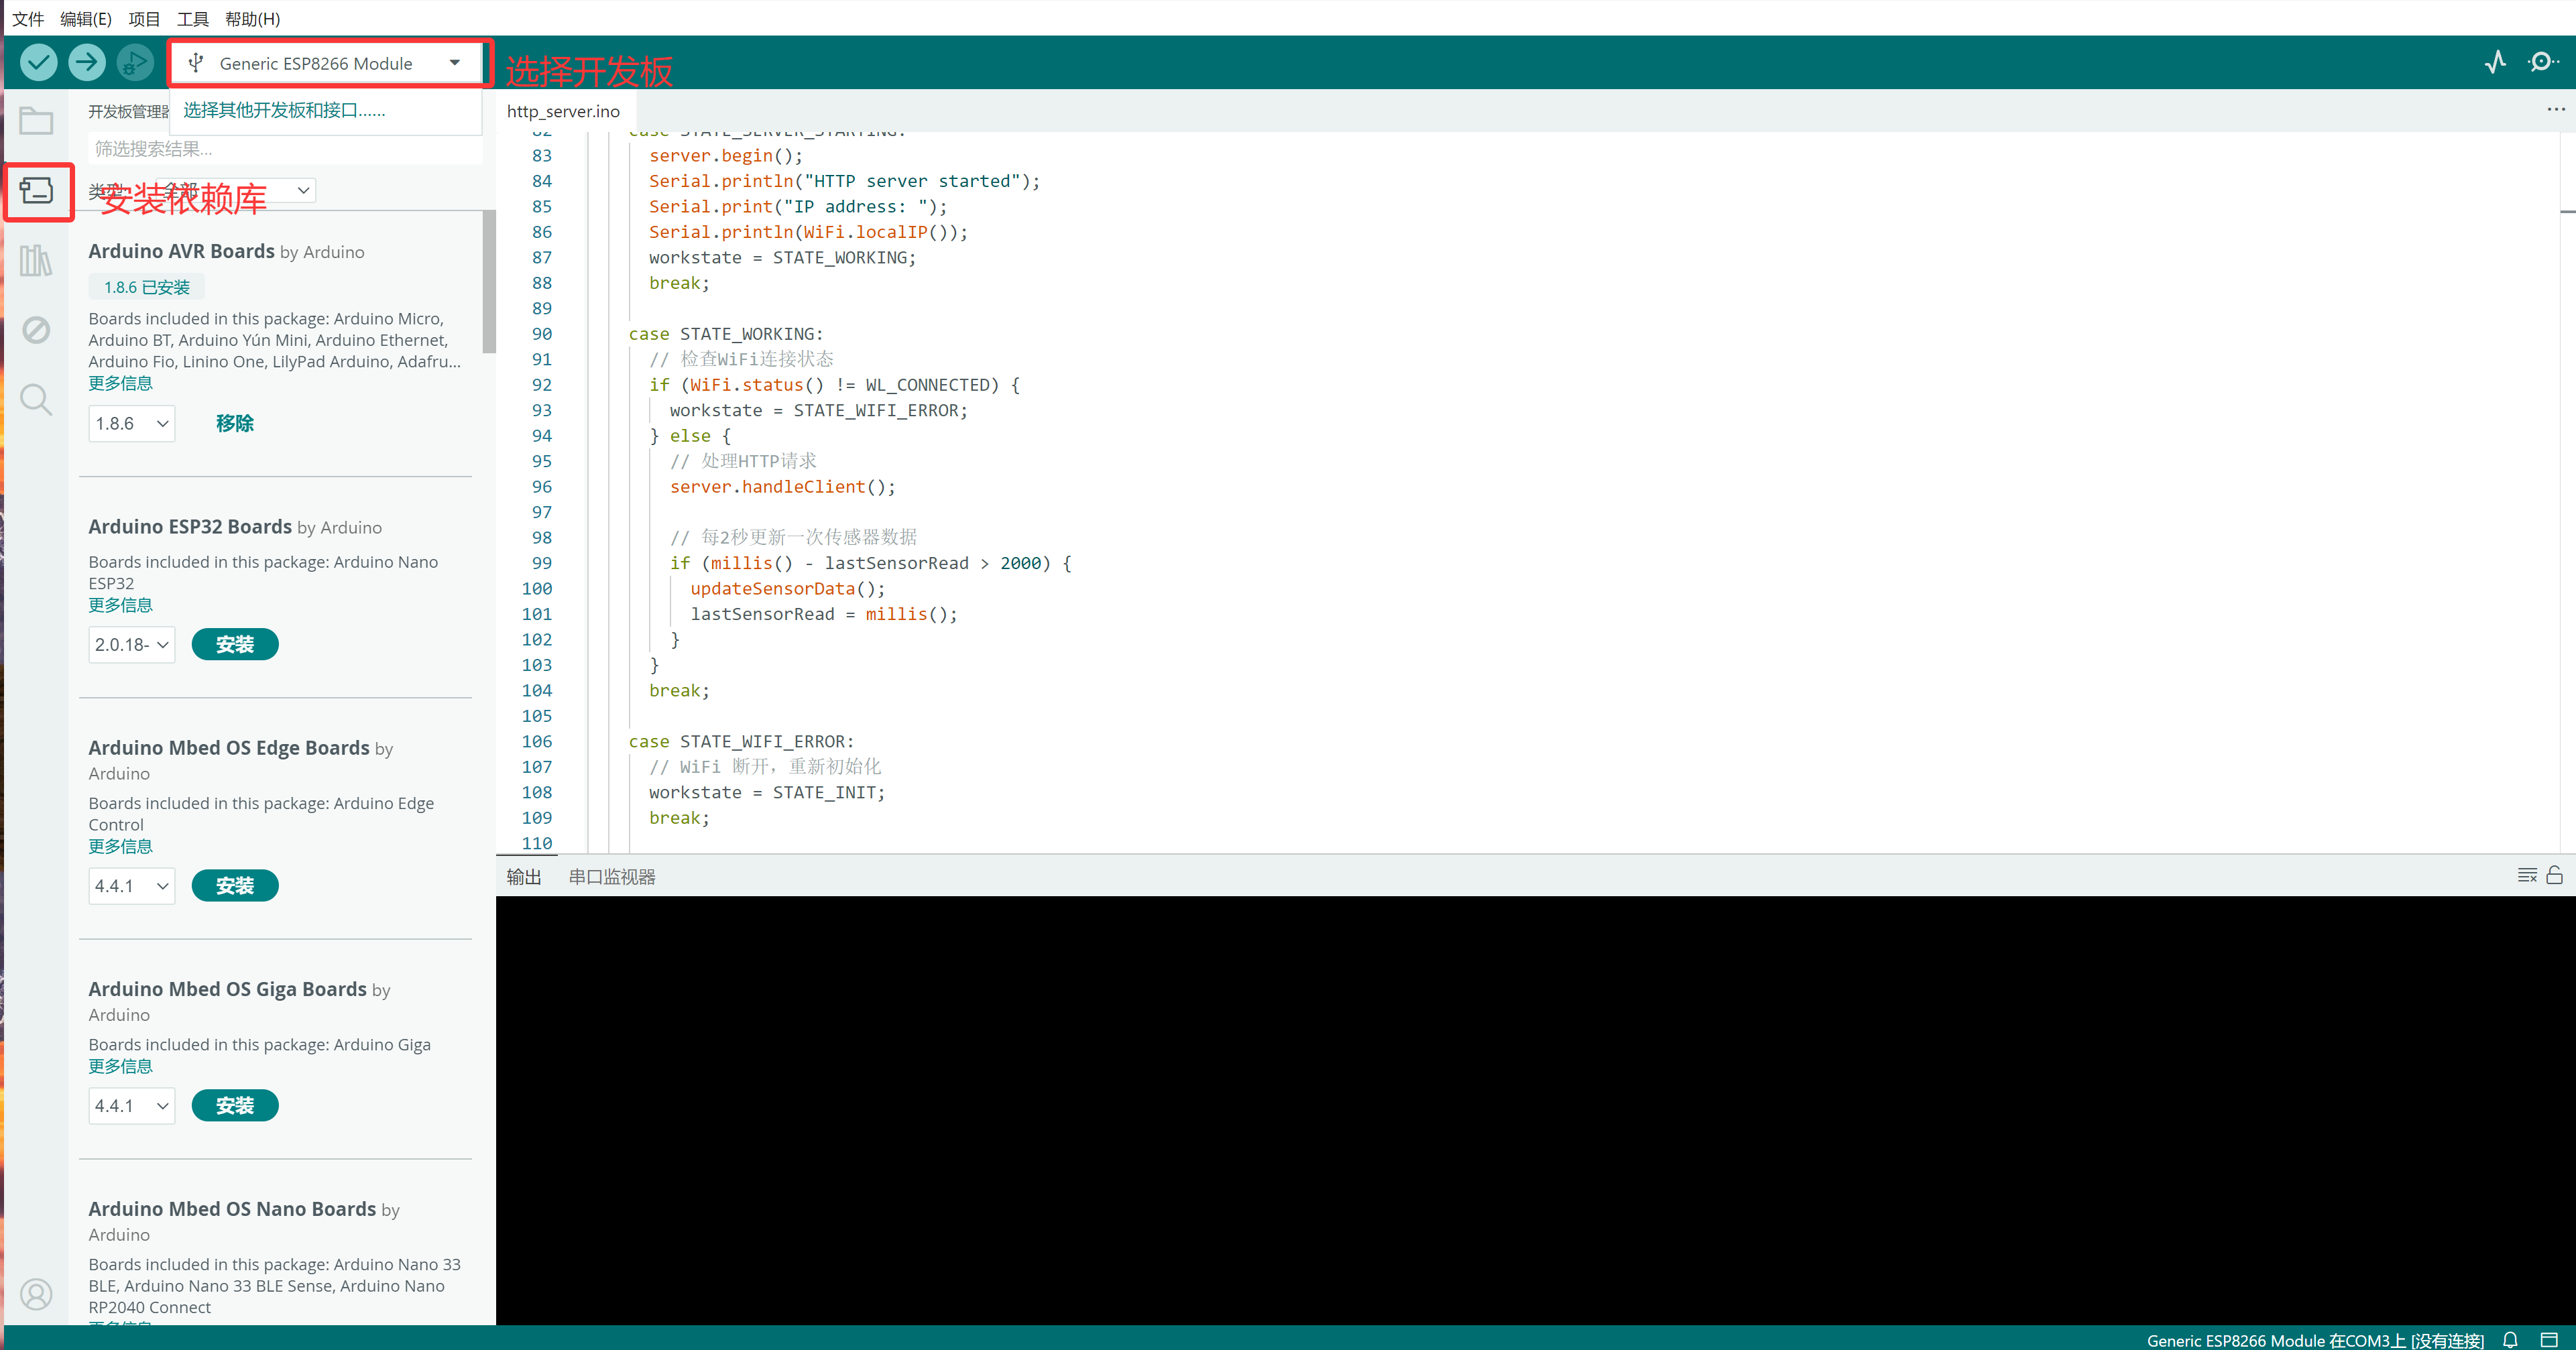 文件 编辑(E) 项目 工具 帮助(H)
Generic ESP8266 Module
选择开发板
选择其他开发板和接口......
开发板管理器
筛选搜索结果...
类型: 全部
安装依赖库
Arduino AVR Boards by Arduino
1.8.6 已安装
Boards included in this package: Arduino Micro,
Arduino BT, Arduino Yún Mini, Arduino Ethernet,
Arduino Fio, Linino One, LilyPad Arduino, Adafru...
更多信息
1.8.6 移除
Arduino ESP32 Boards by Arduino
Boards included in this package: Arduino Nano
ESP32
更多信息
2.0.18- 安装
Arduino Mbed OS Edge Boards by
Arduino
Boards included in this package: Arduino Edge
Control
更多信息
4.4.1 安装
Arduino Mbed OS Giga Boards by
Arduino
Boards included in this package: Arduino Giga
更多信息
4.4.1 安装
Arduino Mbed OS Nano Boards by
Arduino
Boards included in this package: Arduino Nano 33
BLE, Arduino Nano 33 BLE Sense, Arduino Nano
RP2040 Connect
更多信息
http_server.ino
82 case STATE_SERVER_STARTING:
83 server.begin();
84 Serial.println("HTTP server started");
85 Serial.print("IP address: ");
86 Serial.println(WiFi.localIP());
87 workstate = STATE_WORKING;
88 break;
89
90 case STATE_WORKING:
91 // 检查WiFi连接状态
92 if (WiFi.status() != WL_CONNECTED) {
93 workstate = STATE_WIFI_ERROR;
94 } else {
95 // 处理HTTP请求
96 server.handleClient();
97
98 // 每2秒更新一次传感器数据
99 if (millis() - lastSensorRead > 2000) {
100 updateSensorData();
101 lastSensorRead = millis();
102 }
103 }
104 break;
105
106 case STATE_WIFI_ERROR:
107 // WiFi 断开，重新初始化
108 workstate = STATE_INIT;
109 break;
110
输出 串口监视器
Generic ESP8266 Module 在COM3上 [没有连接]